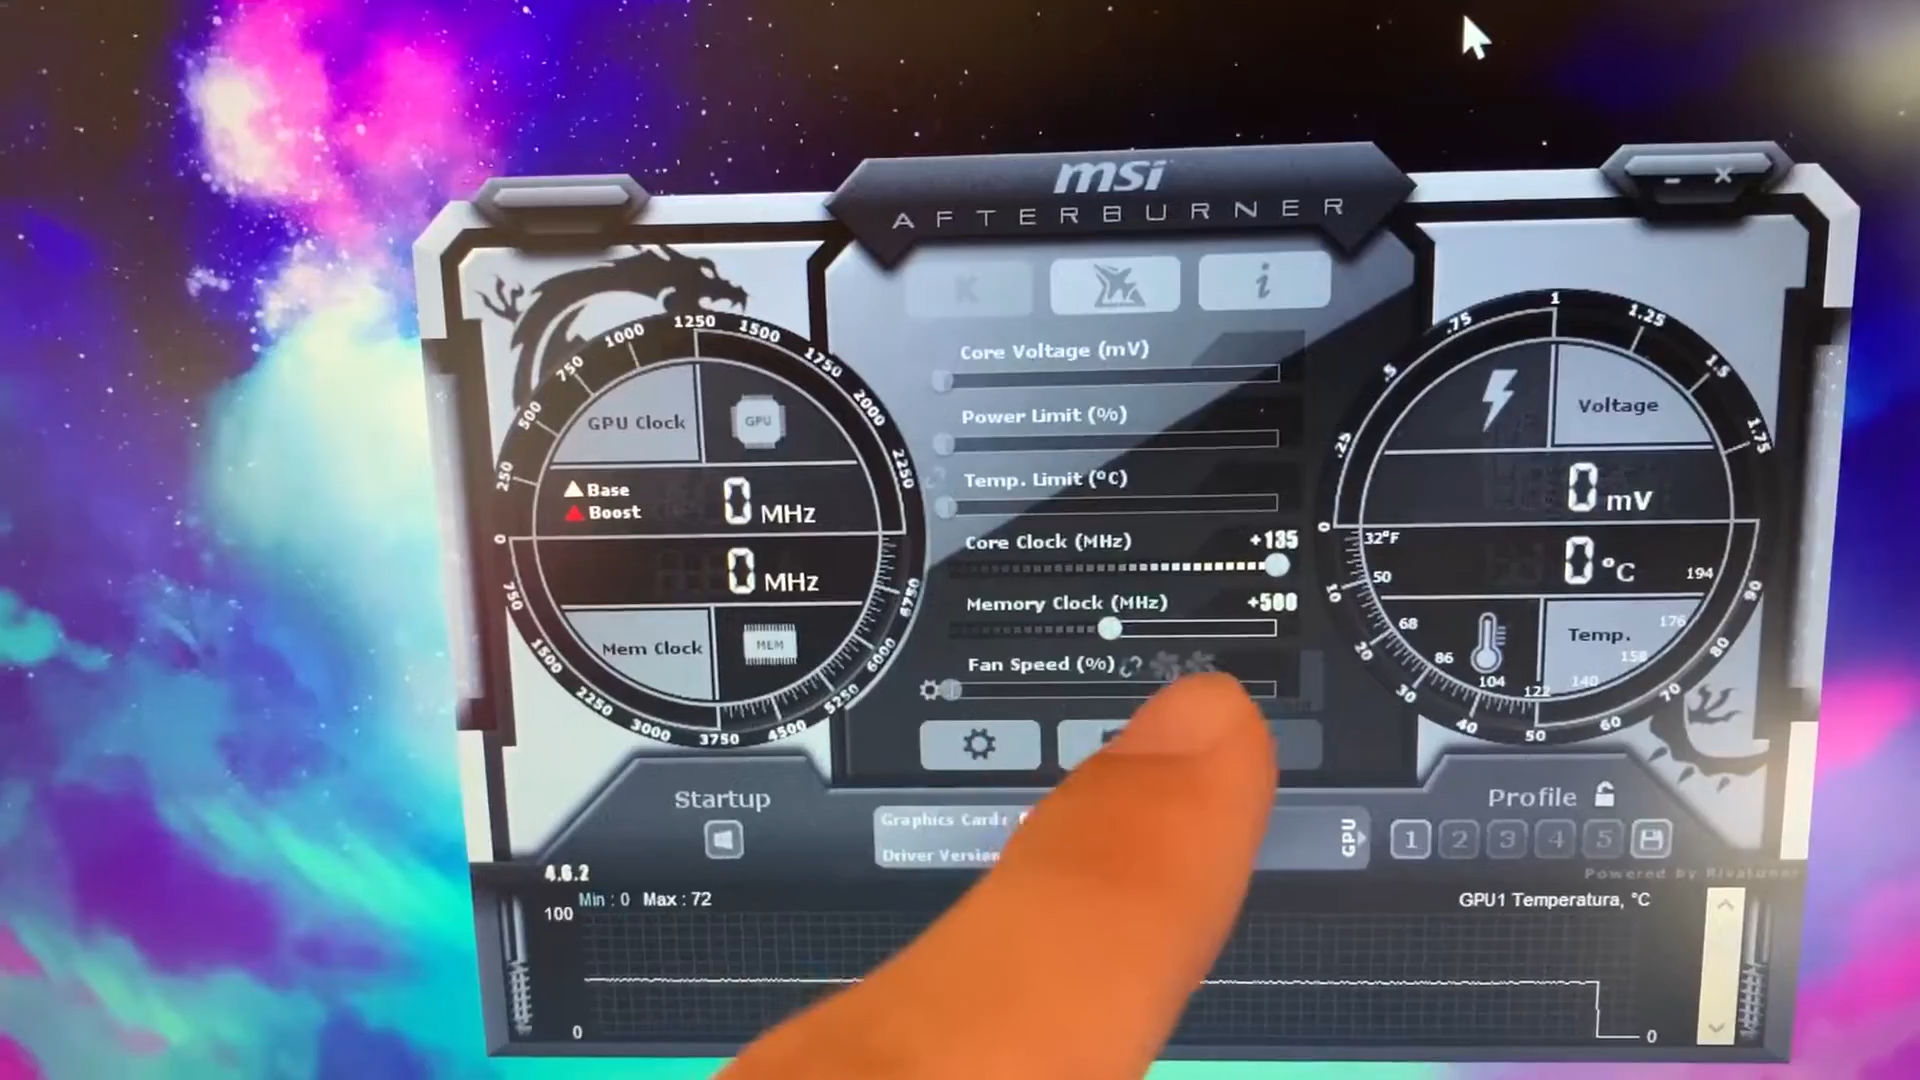 msi
AFTERBURNER
K
i
Core Voltage (mV)
Power Limit (%)
Temp. Limit (°C)
Core Clock (MHz) +135
Memory Clock (MHz) +500
Fan Speed (%)
250 500 750 1000 1250 1500 1750 2000 2250
GPU Clock
GPU
Base
Boost
0 MHz
0 MHz
Mem Clock
MEM
0
750 1500 2250 3000 3750 4500 5250 6000 6750
0 .25 .5 .75 1 1.25 1.5 1.75
Voltage
0 mV
0 °C
Temp.
32°F 50 68 86 104 122 140 158 176 194
10 20 30 40 50 60 70 80 90
Startup
Graphics Card:
Driver Version
GPU
Profile
1 2 3 4 5
4.6.2
Powered by Rivatuner
Min : 0 Max : 72
GPU1 Temperatura, °C
100
0
0